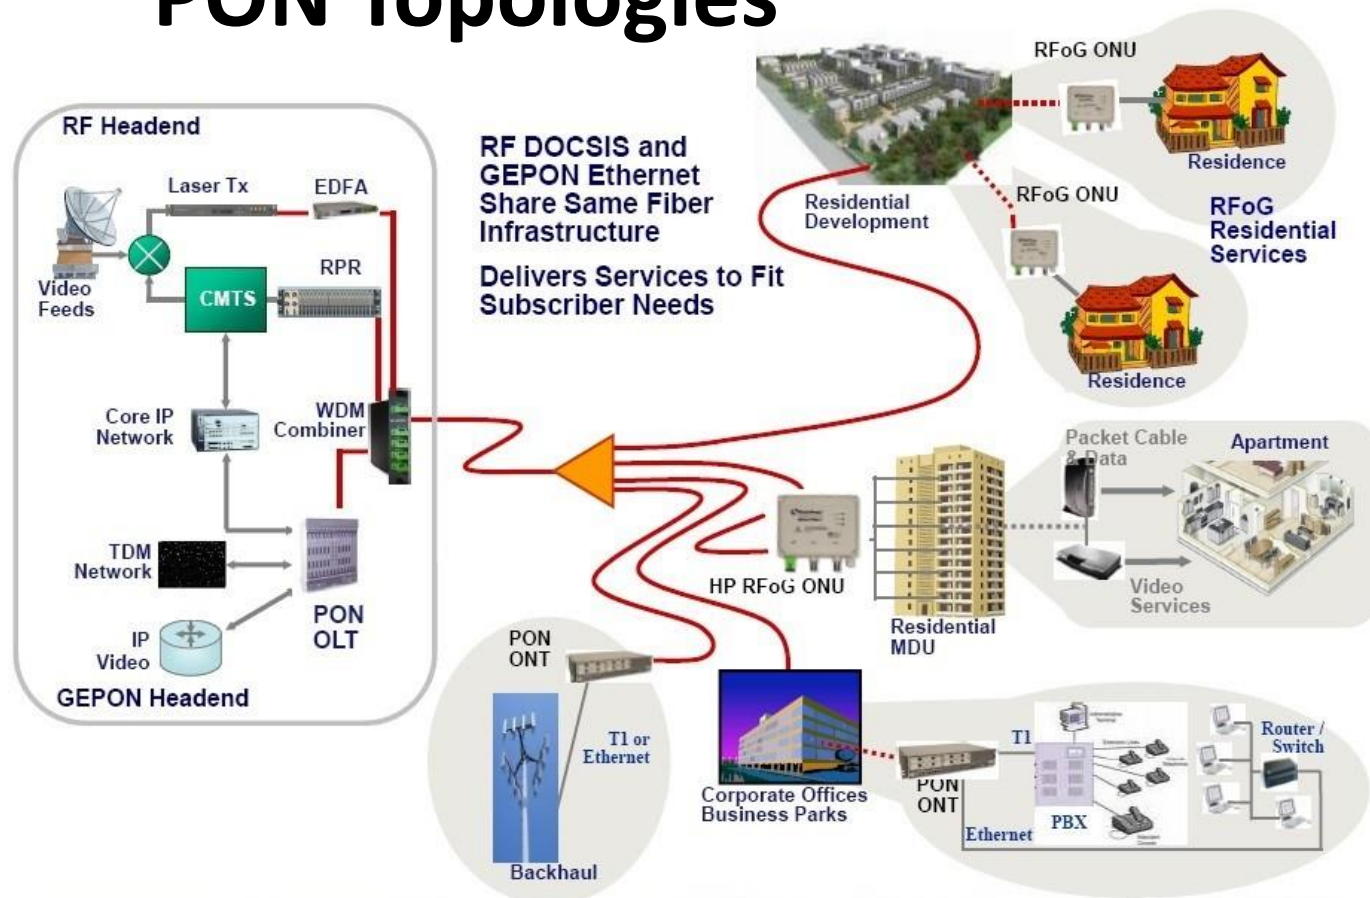 PON Topologies
RF Headend
Laser Tx
EDFA
Video
Feeds
CMTS
RPR
Core IP
Network
WDM
Combiner
TDM
Network
IP
Video
PON
OLT
GEPON Headend
RF DOCSIS and
GEPON Ethernet
Share Same Fiber
Infrastructure
Delivers Services to Fit
Subscriber Needs
Residential
Development
RFoG ONU
Residence
RFoG ONU
Residence
RFoG
Residential
Services
HP RFoG ONU
Residential
MDU
Packet Cable
& Data
Apartment
Video
Services
PON
ONT
T1 or
Ethernet
Backhaul
Corporate Offices
Business Parks
PON
ONT
T1
Ethernet
PBX
Router /
Switch